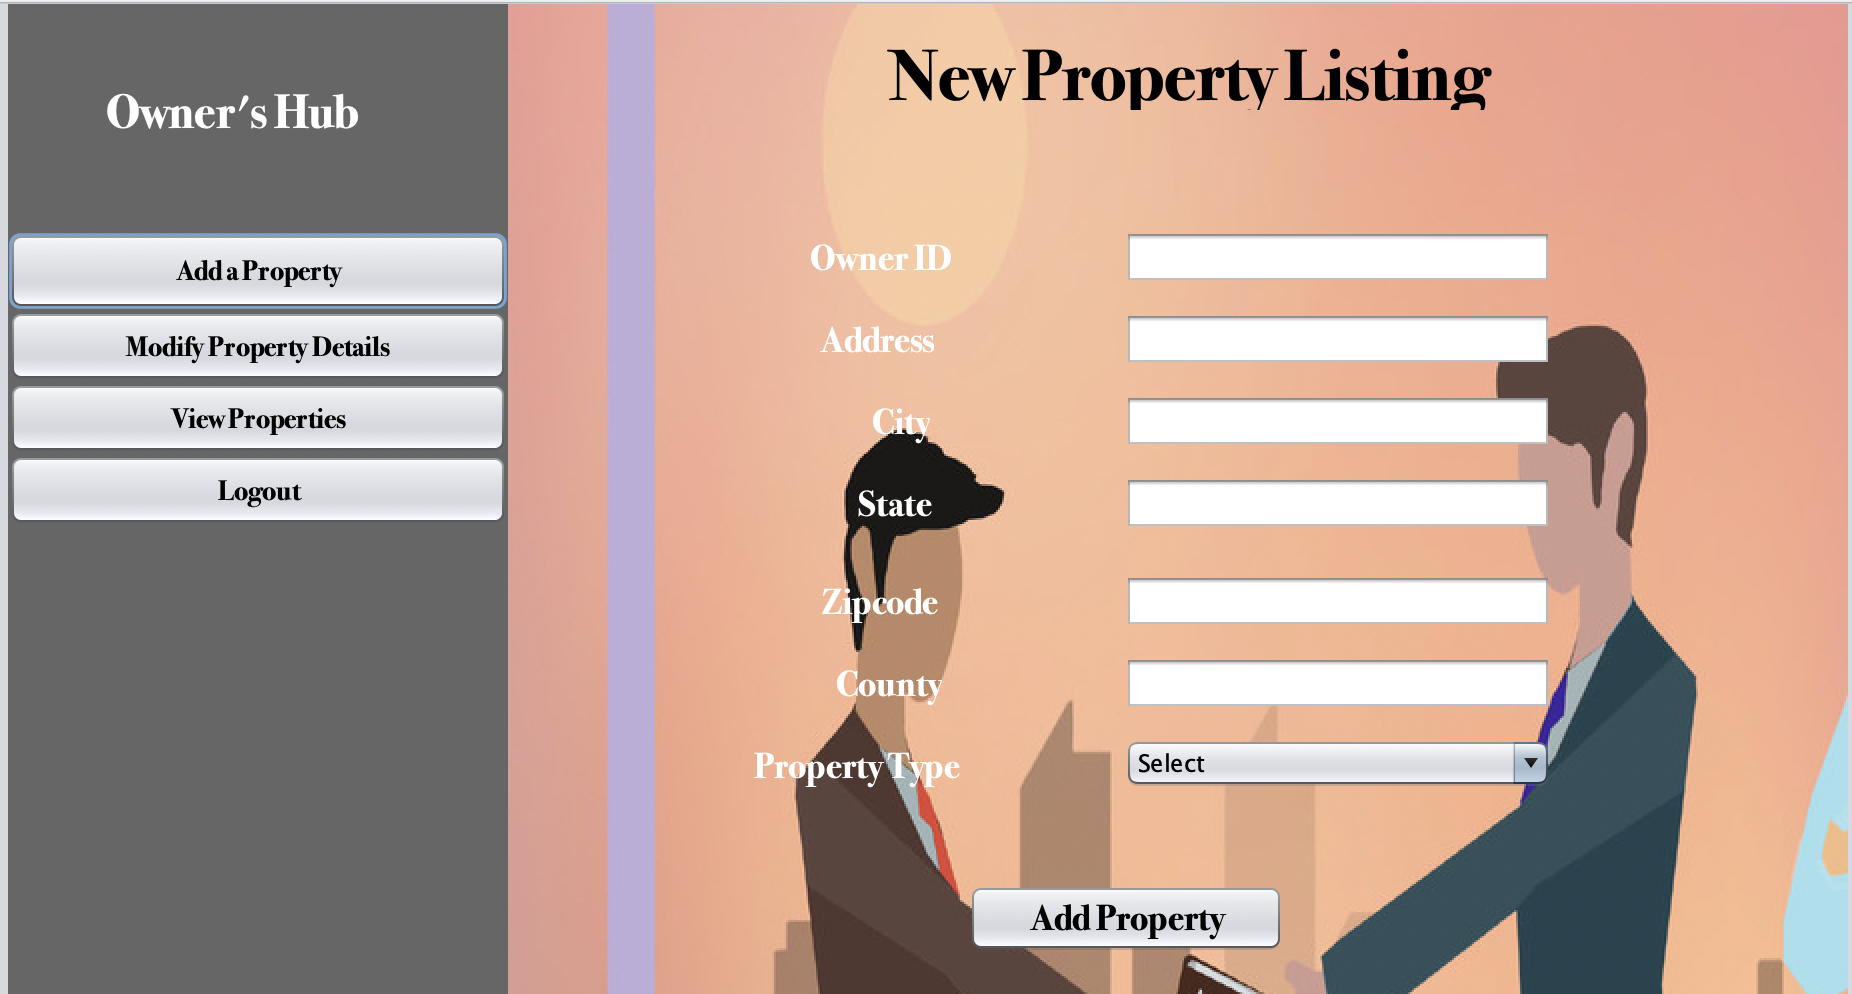 Owner's Hub
Add a Property
Modify Property Details
View Properties
Logout
New Property Listing
Owner ID
Address
City
State
Zipcode
County
Property Type
Select
Add Property